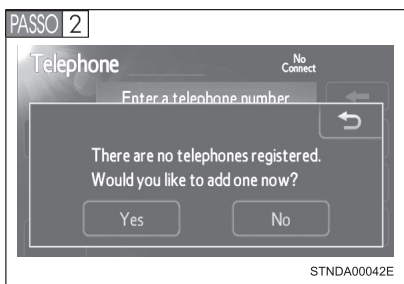 PASSO 2
Telephone
No
Connect
Enter a telephone number
There are no telephones registered.
Would you like to add one now?
Yes No
STNDA00042E